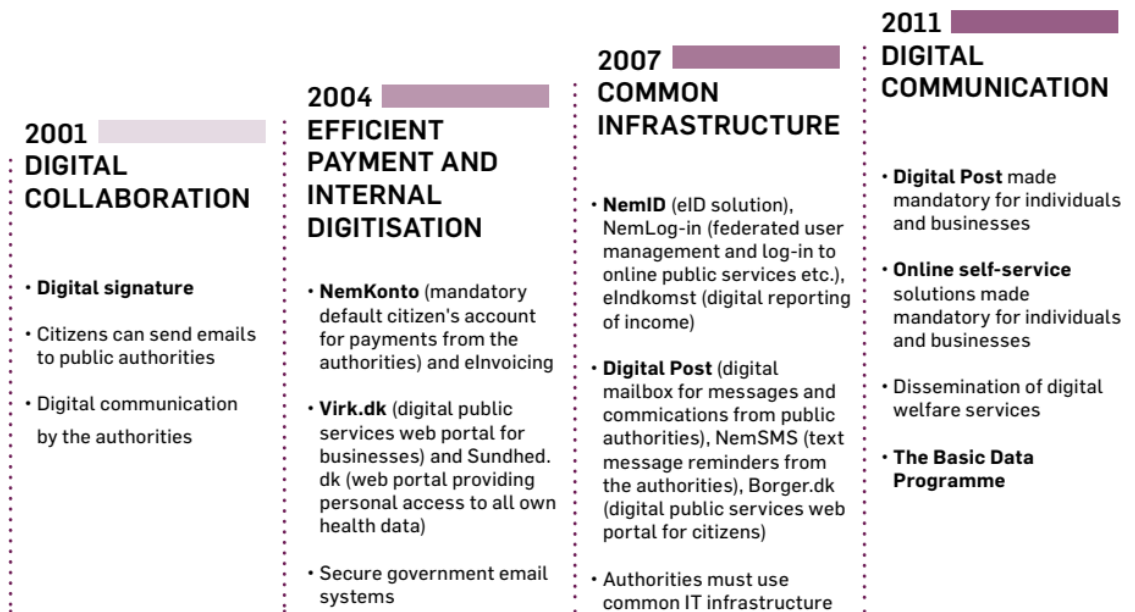 2001
DIGITAL
COLLABORATION
• Digital signature
• Citizens can send emails
to public authorities
• Digital communication
by the authorities
2004
EFFICIENT
PAYMENT AND
INTERNAL
DIGITISATION
• NemKonto (mandatory
default citizen's account
for payments from the
authorities) and eInvoicing
• Virk.dk (digital public
services web portal for
businesses) and Sundhed.
dk (web portal providing
personal access to all own
health data)
• Secure government email
systems
2007
COMMON
INFRASTRUCTURE
• NemID (eID solution),
NemLog-in (federated user
management and log-in to
online public services etc.),
eIndkomst (digital reporting
of income)
• Digital Post (digital
mailbox for messages and
commications from public
authorities), NemSMS (text
message reminders from
the authorities), Borger.dk
(digital public services web
portal for citizens)
• Authorities must use
common IT infrastructure
2011
DIGITAL
COMMUNICATION
• Digital Post made
mandatory for individuals
and businesses
• Online self-service
solutions made
mandatory for individuals
and businesses
• Dissemination of digital
welfare services
• The Basic Data
Programme